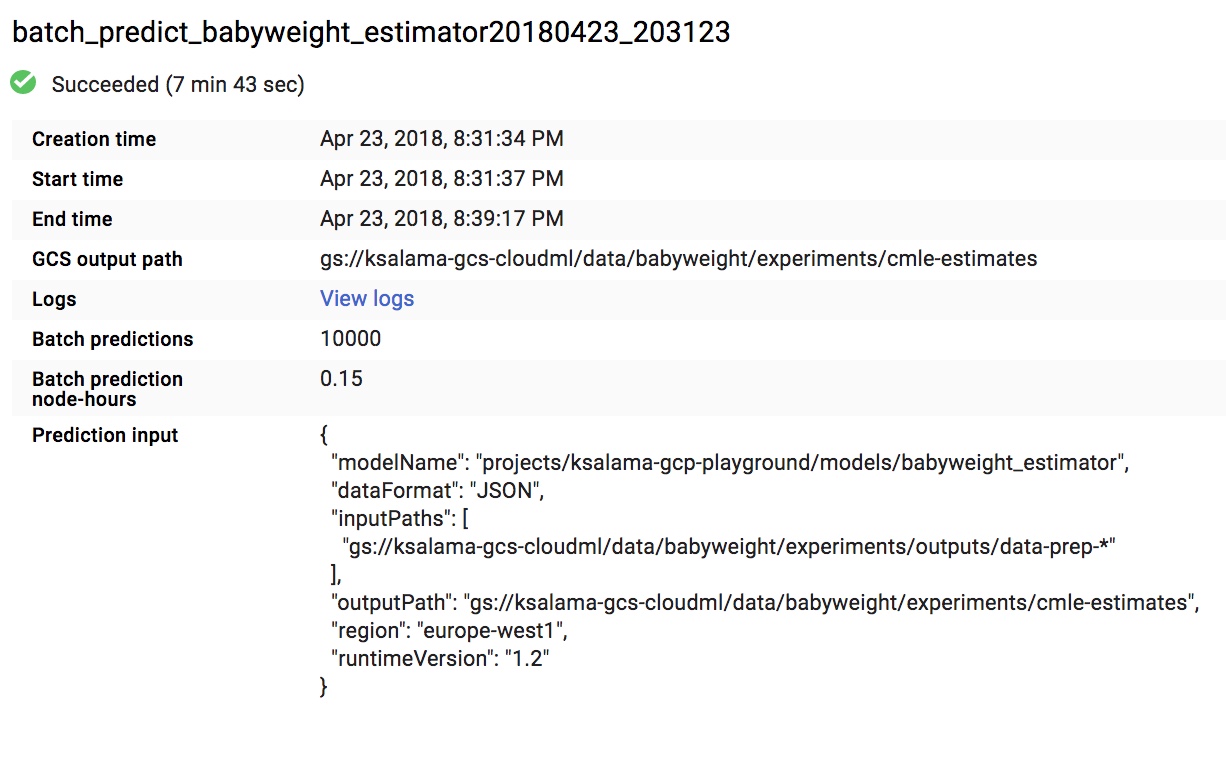 batch_predict_babyweight_estimator20180423_203123
Succeeded (7 min 43 sec)
Creation time Apr 23, 2018, 8:31:34 PM
Start time Apr 23, 2018, 8:31:37 PM
End time Apr 23, 2018, 8:39:17 PM
GCS output path gs://ksalama-gcs-cloudml/data/babyweight/experiments/cmle-estimates
Logs View logs
Batch predictions 10000
Batch prediction 0.15
node-hours
Prediction input {
"modelName": "projects/ksalama-gcp-playground/models/babyweight_estimator",
"dataFormat": "JSON",
"inputPaths": [
"gs://ksalama-gcs-cloudml/data/babyweight/experiments/outputs/data-prep-*"
],
"outputPath": "gs://ksalama-gcs-cloudml/data/babyweight/experiments/cmle-estimates",
"region": "europe-west1",
"runtimeVersion": "1.2"
}